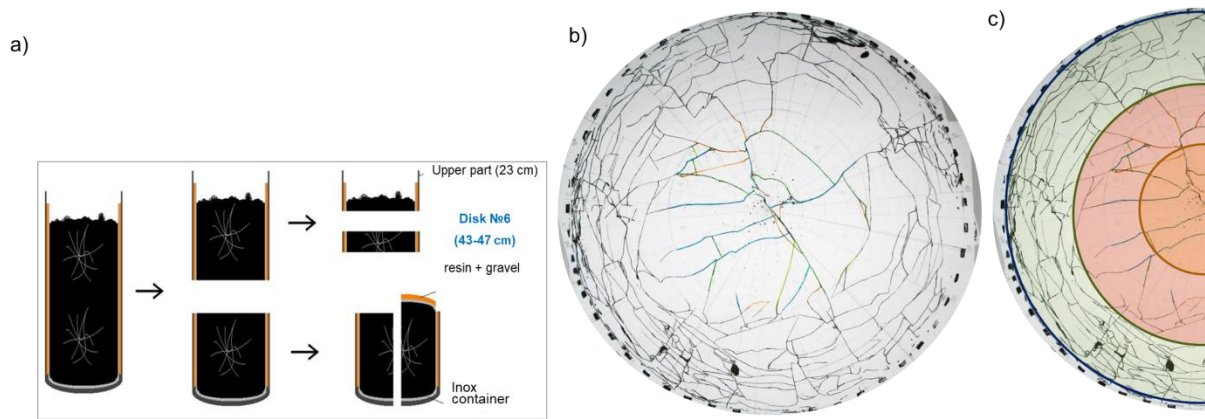 a)
b)
c)
Upper part (23 cm)
Disk №6
(43-47 cm)
resin + gravel
Inox
container